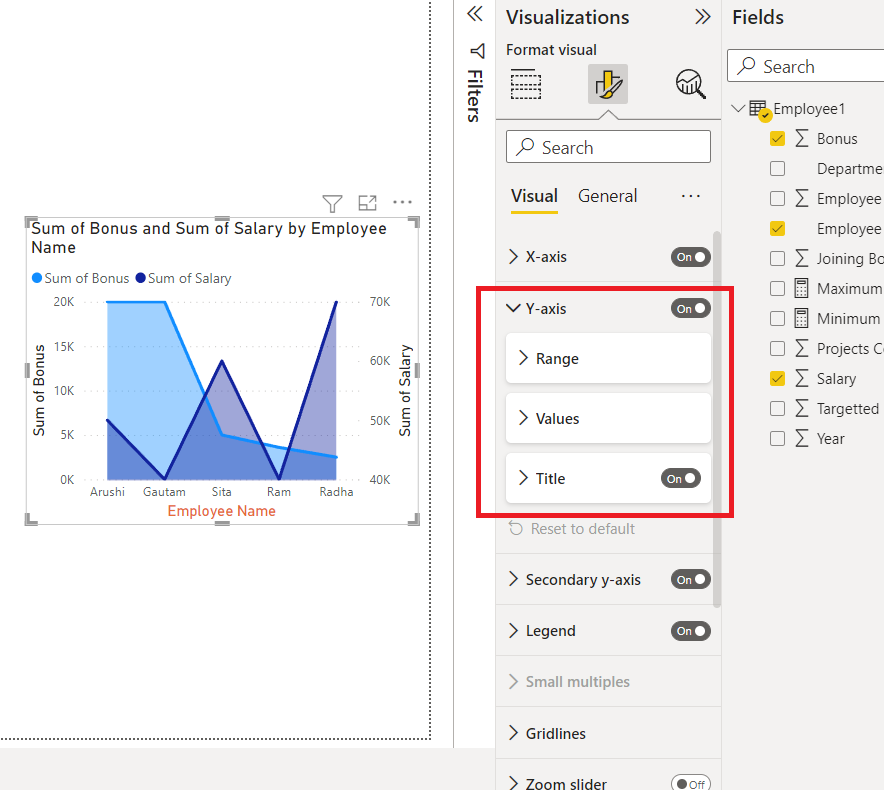 Sum of Bonus and Sum of Salary by Employee
Name
Sum of Bonus Sum of Salary
20K
15K
10K
5K
0K
Sum of Bonus
70K
60K
50K
40K
Sum of Salary
Arushi Gautam Sita Ram Radha
Employee Name
Filters
Visualizations
Format visual
Search
Visual General ...
X-axis On
Y-axis On
Range
Values
Title On
Reset to default
Secondary y-axis On
Legend On
Small multiples
Gridlines
Zoom slider Off
Fields
Search
Employee1
Bonus
Departme
Employee
Employee
Joining Bo
Maximum
Minimum
Projects Co
Salary
Targetted
Year